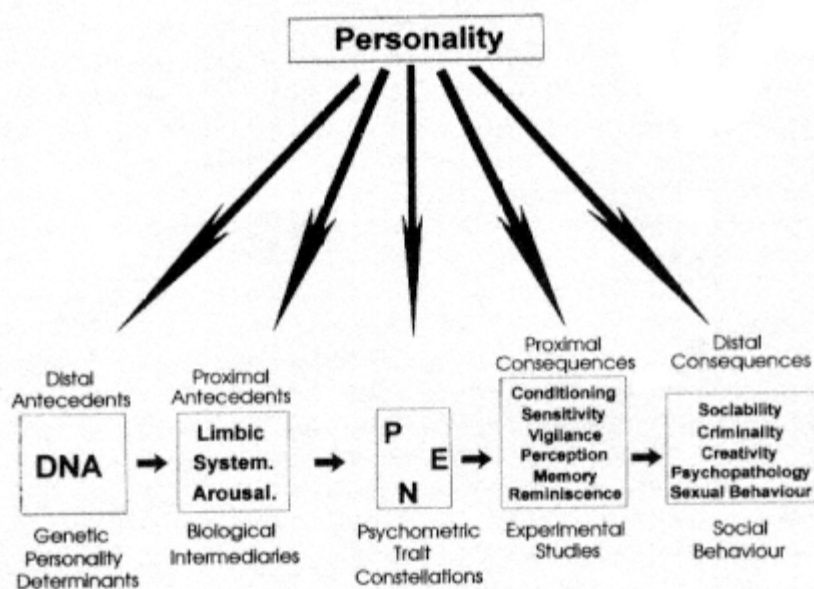 Personality
Distal
Antecedents
DNA
Genetic
Personality
Determinants
Proximal
Antecedents
Limbic
System.
Arousal.
Biological
Intermediaries
P
E
N
Psychometric
Trait
Constellations
Proximal
Consequences
Conditioning
Sensitivity
Vigilance
Perception
Memory
Reminiscence
Experimental
Studies
Distal
Consequences
Sociability
Criminality
Creativity
Psychopathology
Sexual Behaviour
Social
Behaviour